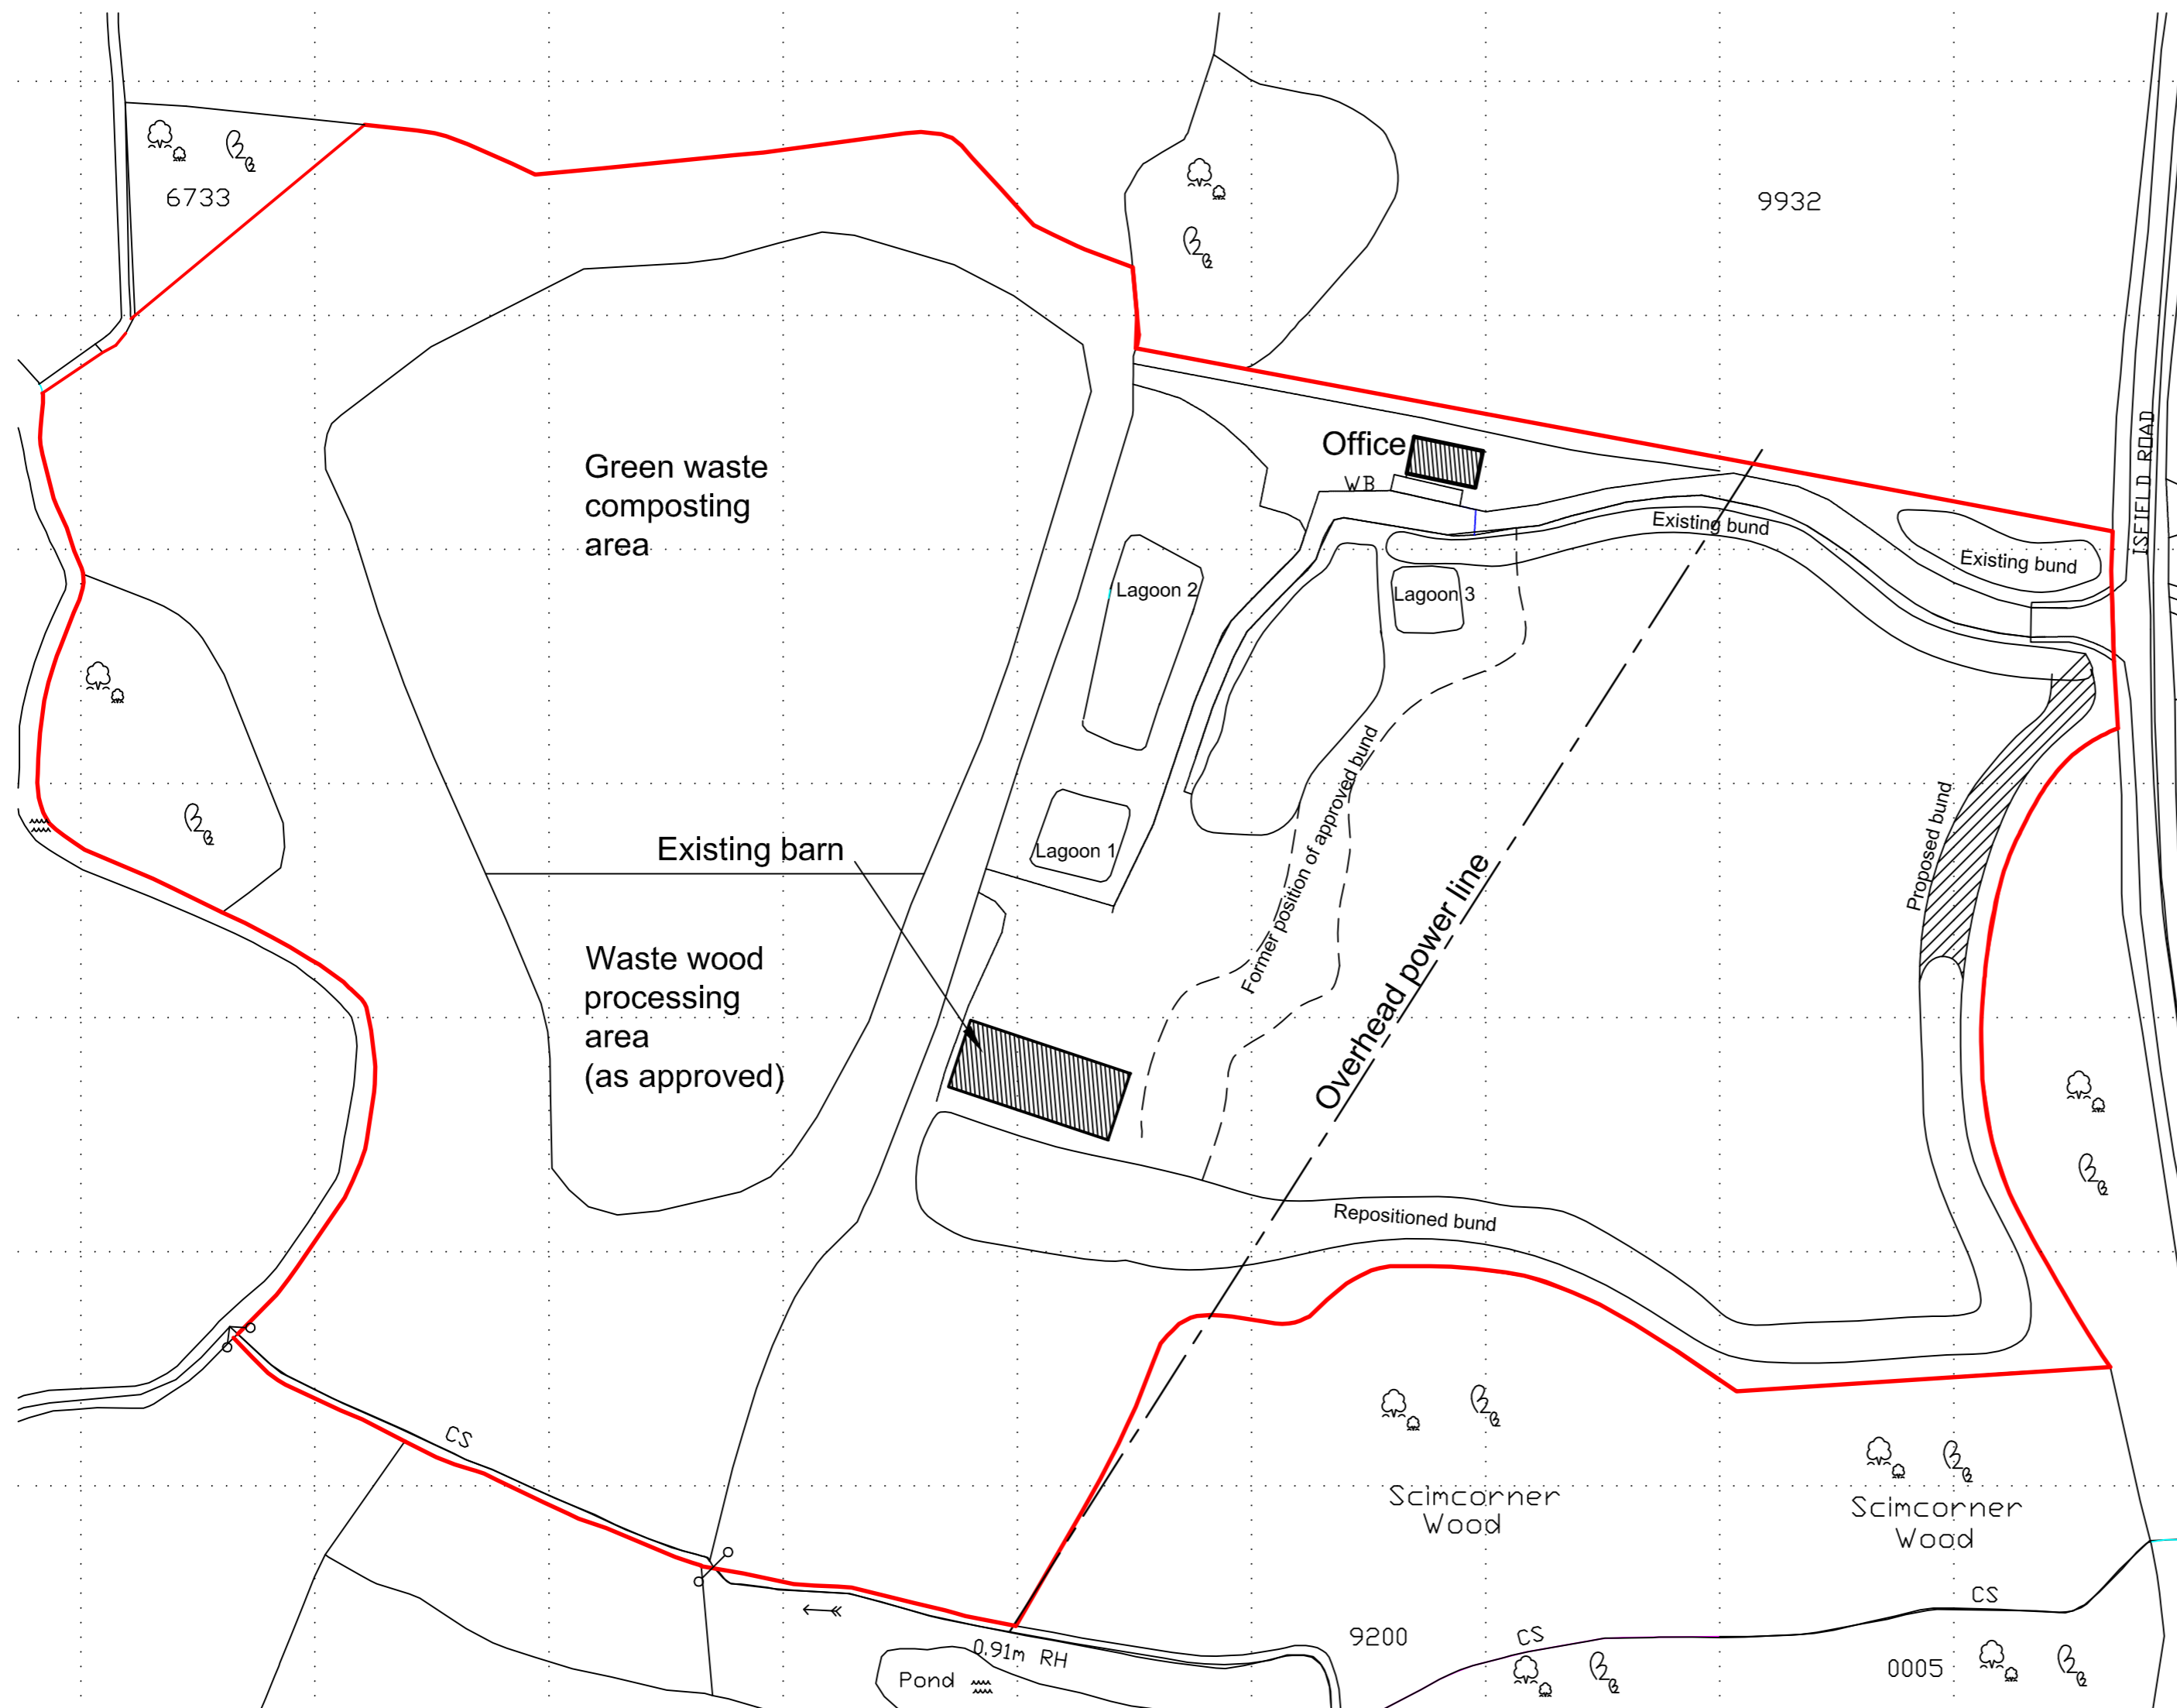 6733
9932
ISFIELD ROAD
Office
WB
Existing bund
Existing bund
Green waste
composting
area
Lagoon 2
Lagoon 3
Former position of approved bund
Proposed bund
Existing barn
Lagoon 1
Overhead power line
Waste wood
processing
area
(as approved)
Repositioned bund
CS
Scimcorner
Wood
Scimcorner
Wood
CS
9200
CS
0.91m RH
0005
Pond